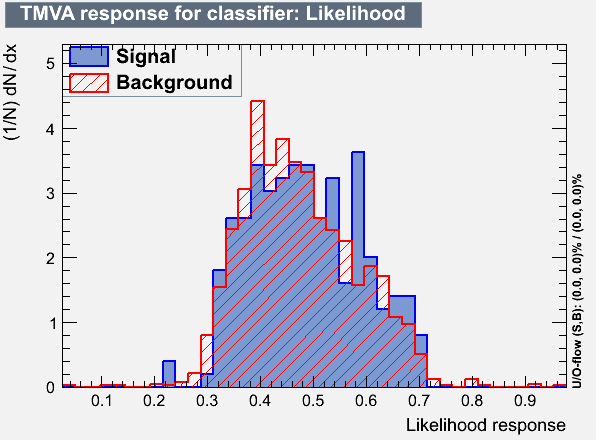 TMVA response for classifier: Likelihood
(1/N) dN / dx
Signal
Background
5
4
3
2
1
0
0.1 0.2 0.3 0.4 0.5 0.6 0.7 0.8 0.9
Likelihood response
U/O-flow (S,B): (0.0, 0.0)% / (0.0, 0.0)%